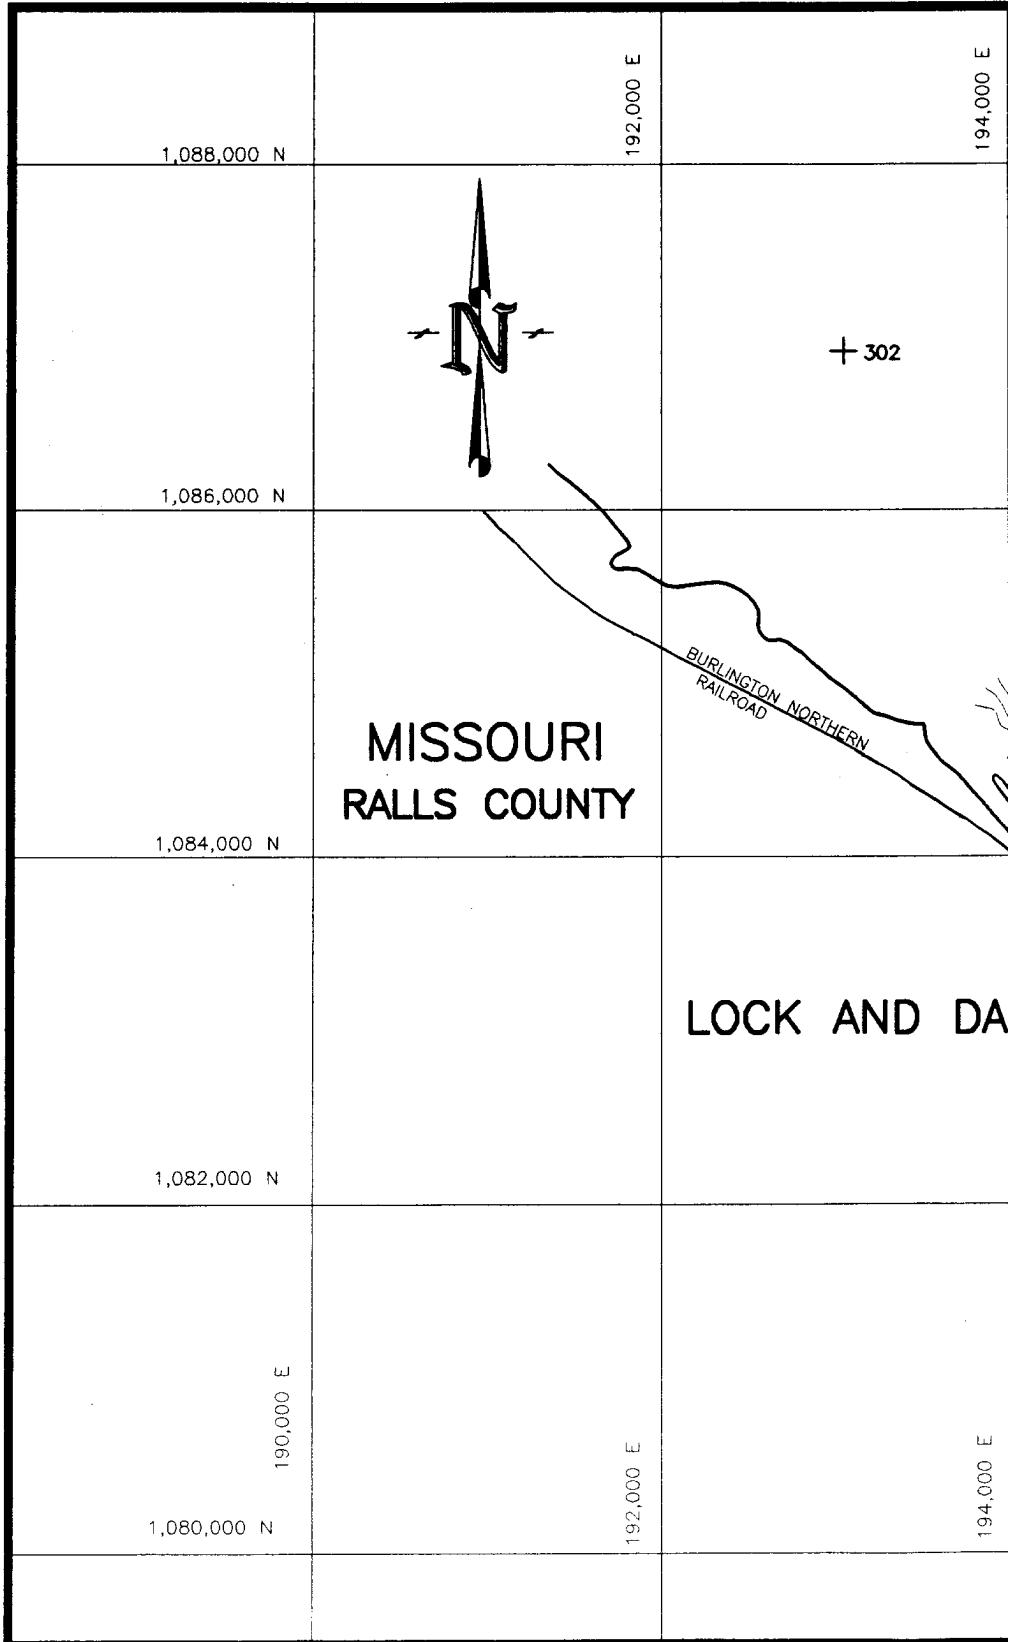 192,000 E
194,000 E
1,088,000 N
N
302
1,086,000 N
BURLINGTON NORTHERN
RAILROAD
MISSOURI
RALLS COUNTY
1,084,000 N
LOCK AND DA
1,082,000 N
190,000 E
192,000 E
194,000 E
1,080,000 N